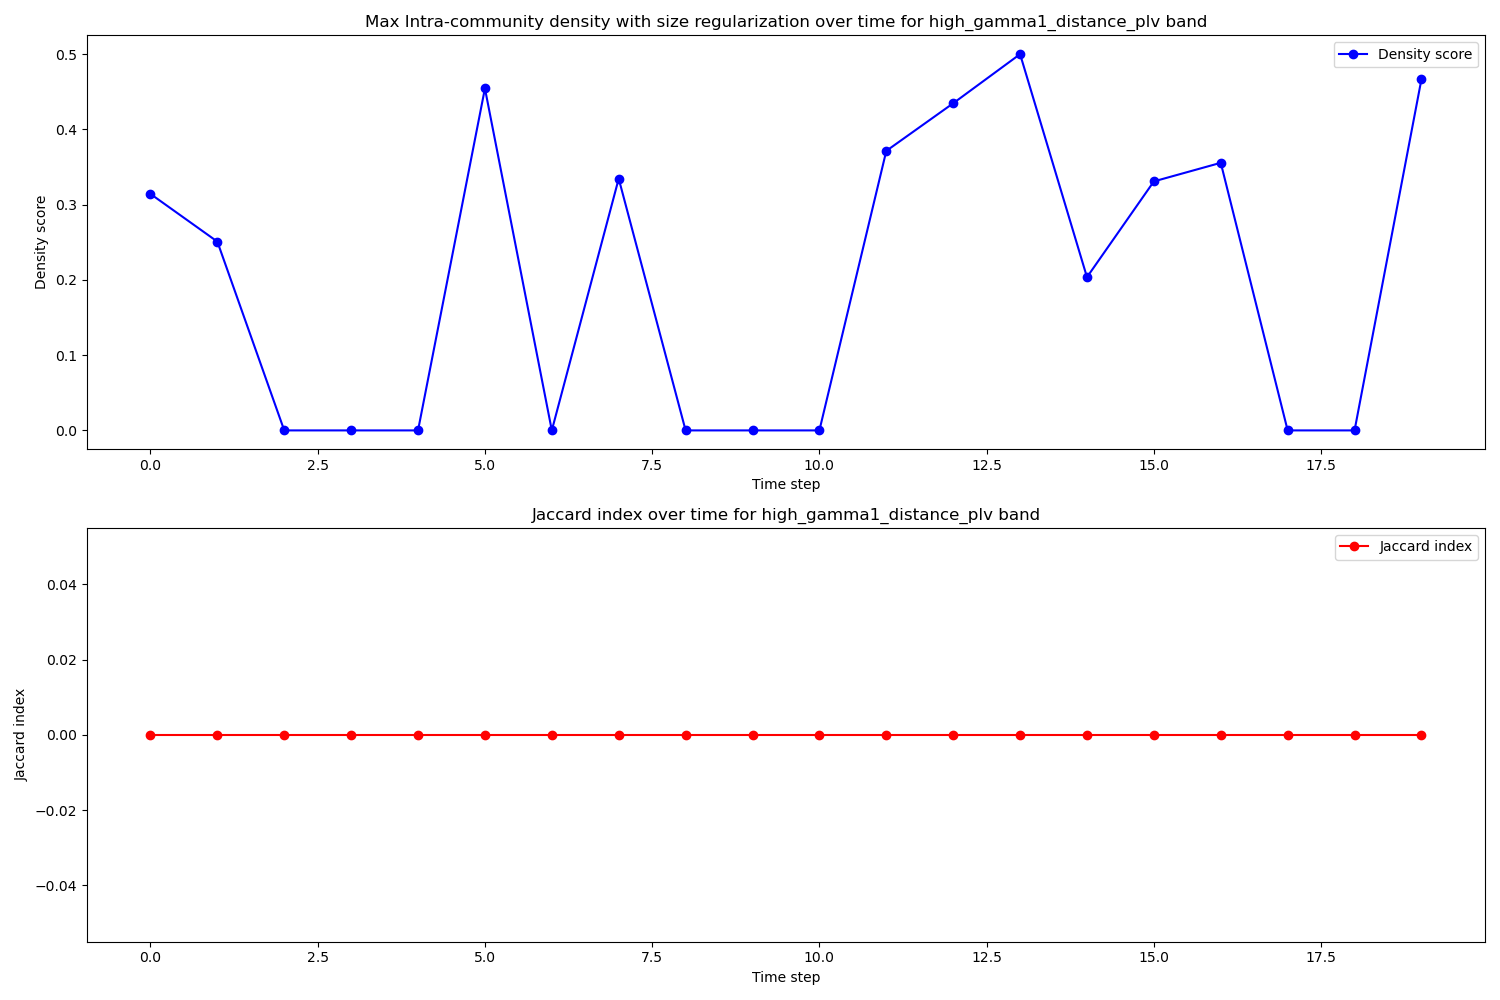 Max Intra-community density with size regularization over time for high_gamma1_distance_plv band
Density score
0.5
0.4
0.3
0.2
0.1
0.0
Density score
0.0 2.5 5.0 7.5 10.0 12.5 15.0 17.5
Time step
Jaccard index over time for high_gamma1_distance_plv band
Jaccard index
0.04
0.02
0.00
−0.02
−0.04
Jaccard index
0.0 2.5 5.0 7.5 10.0 12.5 15.0 17.5
Time step